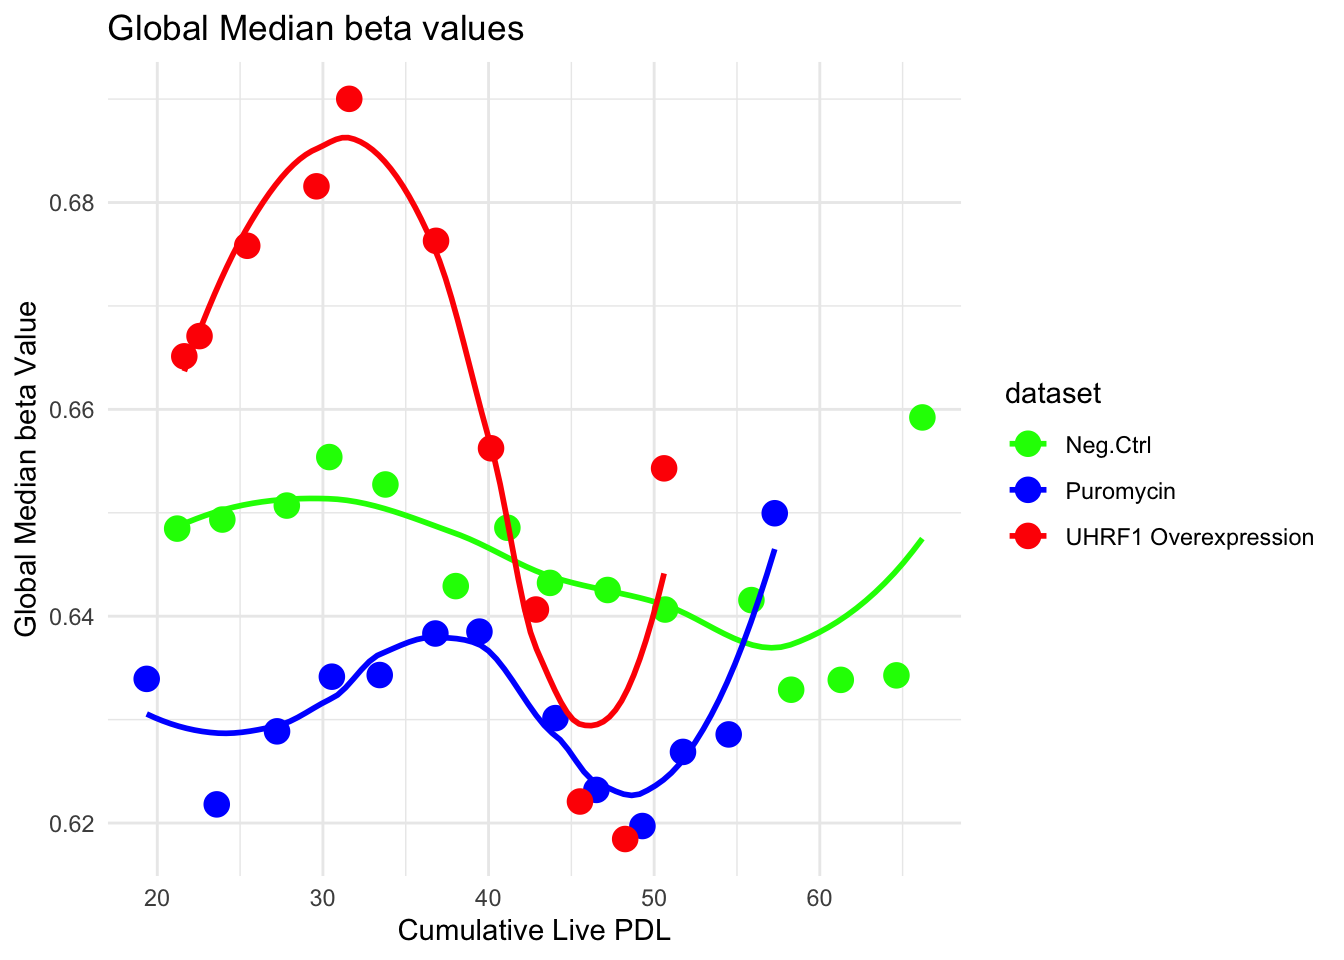 Global Median beta values
Global Median beta Value
0.68
0.66
0.64
0.62
20 30 40 50 60
Cumulative Live PDL
dataset
Neg.Ctrl
Puromycin
UHRF1 Overexpression